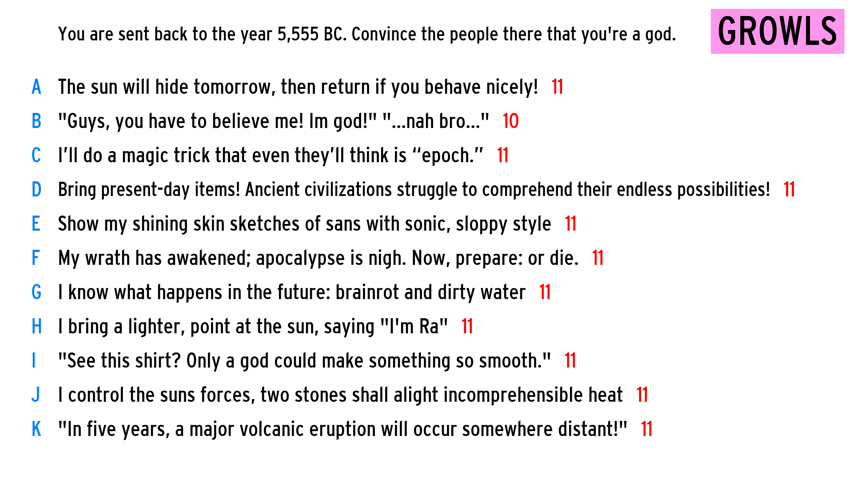 You are sent back to the year 5,555 BC. Convince the people there that you're a god.
GROWLS
A The sun will hide tomorrow, then return if you behave nicely! 11
B "Guys, you have to believe me! Im god!" "...nah bro..." 10
C I’ll do a magic trick that even they’ll think is “epoch.” 11
D Bring present-day items! Ancient civilizations struggle to comprehend their endless possibilities! 11
E Show my shining skin sketches of sans with sonic, sloppy style 11
F My wrath has awakened; apocalypse is nigh. Now, prepare: or die. 11
G I know what happens in the future: brainrot and dirty water 11
H I bring a lighter, point at the sun, saying "I'm Ra" 11
I "See this shirt? Only a god could make something so smooth." 11
J I control the suns forces, two stones shall alight incomprehensible heat 11
K "In five years, a major volcanic eruption will occur somewhere distant!" 11